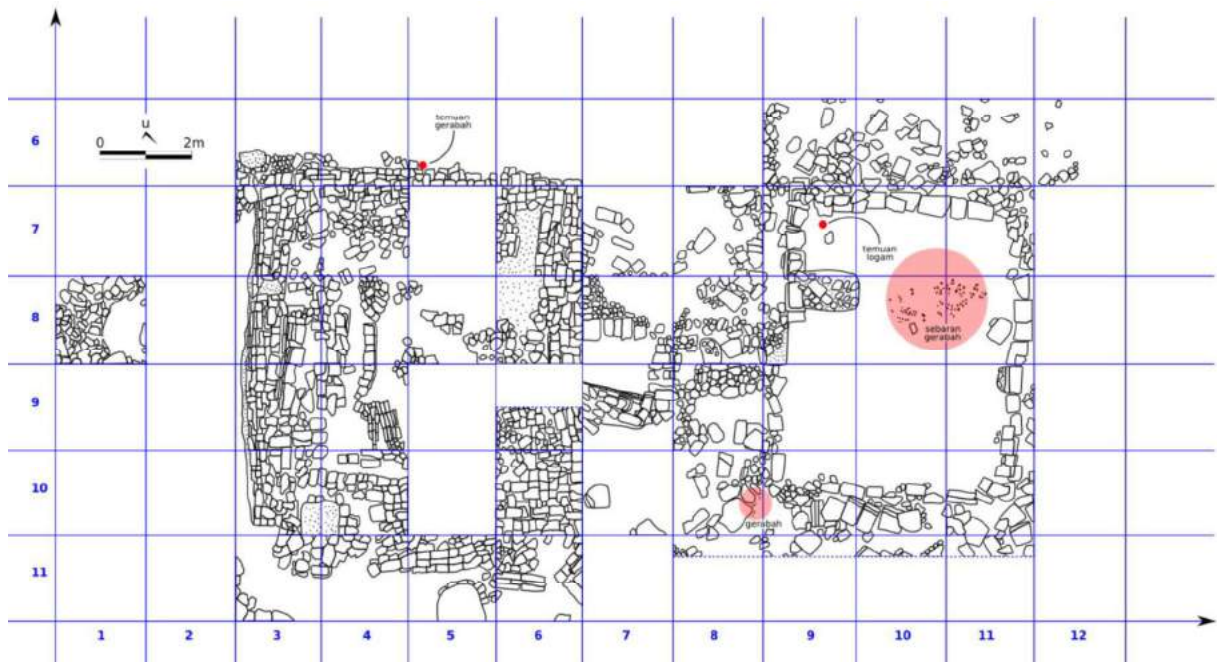 temuan
gerabah
u
0 2m
6
7
temuan
logam
8
sebaran
gerabah
9
10
gerabah
11
1 2 3 4 5 6 7 8 9 10 11 12